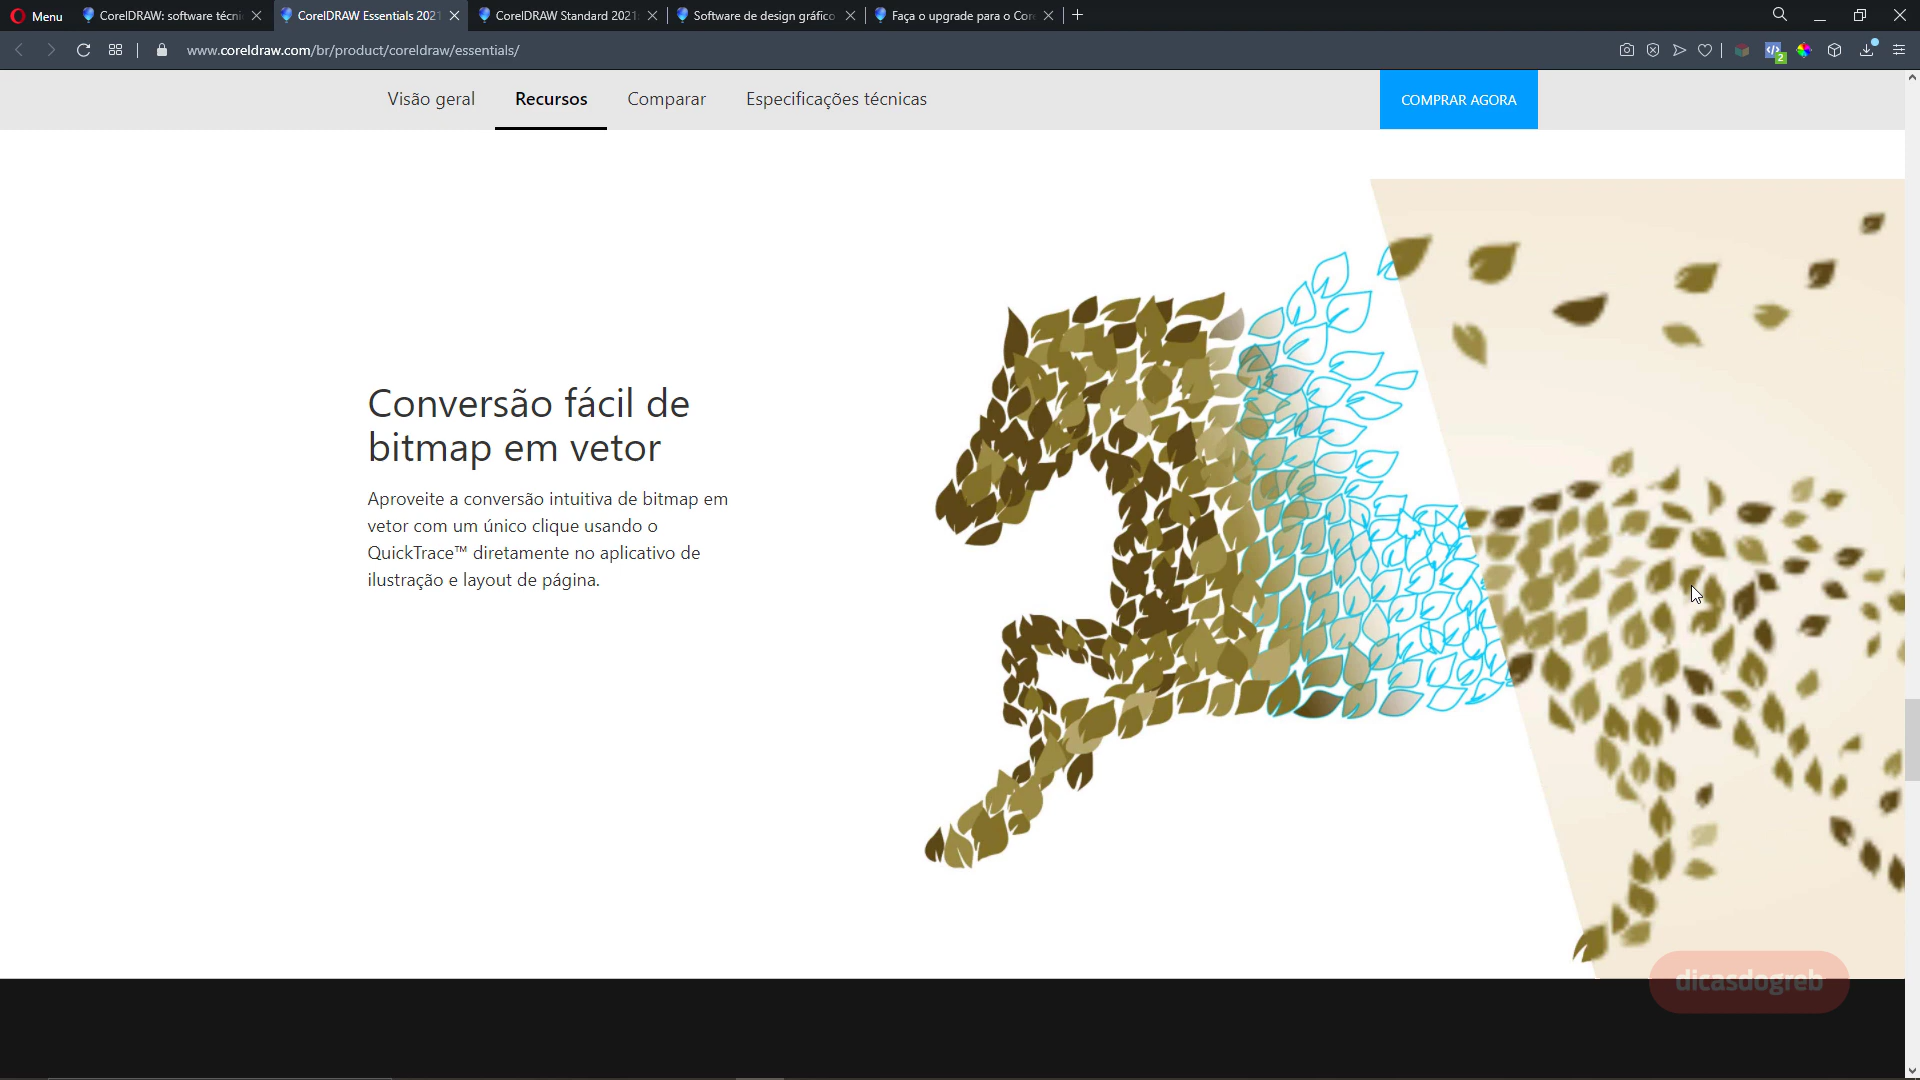 Menu
CorelDRAW: software técni
CorelDRAW Essentials 2021
CorelDRAW Standard 2021:
Software de design gráfico
Faça o upgrade para o Core
www.coreldraw.com/br/product/coreldraw/essentials/
2
Visão geral
Recursos
Comparar
Especificações técnicas
COMPRAR AGORA
Conversão fácil de
bitmap em vetor
Aproveite a conversão intuitiva de bitmap em
vetor com um único clique usando o
QuickTrace™ diretamente no aplicativo de
ilustração e layout de página.
dicasdogreb